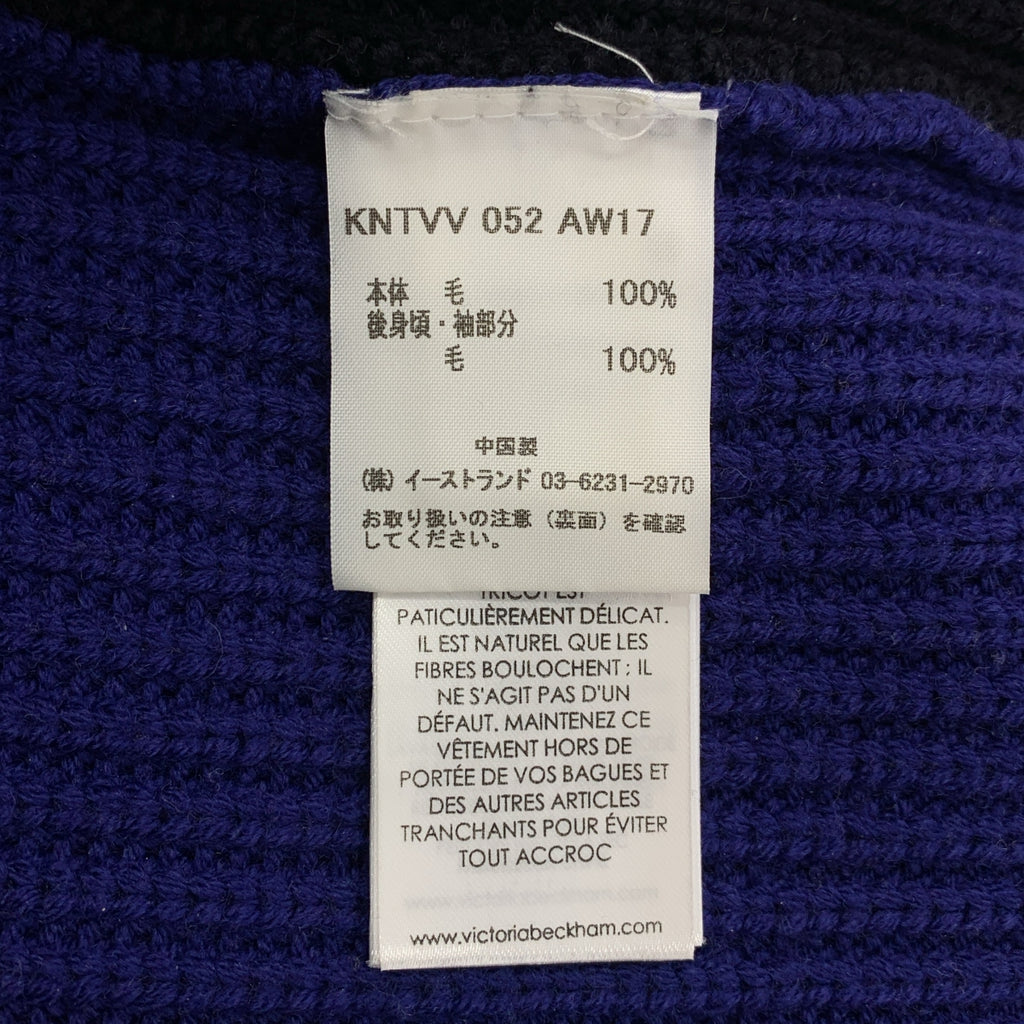 KNTVV 052 AW17
本体 毛 100%
後身頃・袖部分
毛 100%
中国製
(株) イーストランド 03-6231-2970
お取り扱いの注意（裏面）を確認
してください。
TRICOT EST
PATICULIÈREMENT DÉLICAT.
IL EST NATUREL QUE LES
FIBRES BOULOCHENT ; IL
NE S'AGIT PAS D'UN
DÉFAUT. MAINTENEZ CE
VÊTEMENT HORS DE
PORTÉE DE VOS BAGUES ET
DES AUTRES ARTICLES
TRANCHANTS POUR ÉVITER
TOUT ACCROC
www.victoriabeckham.com